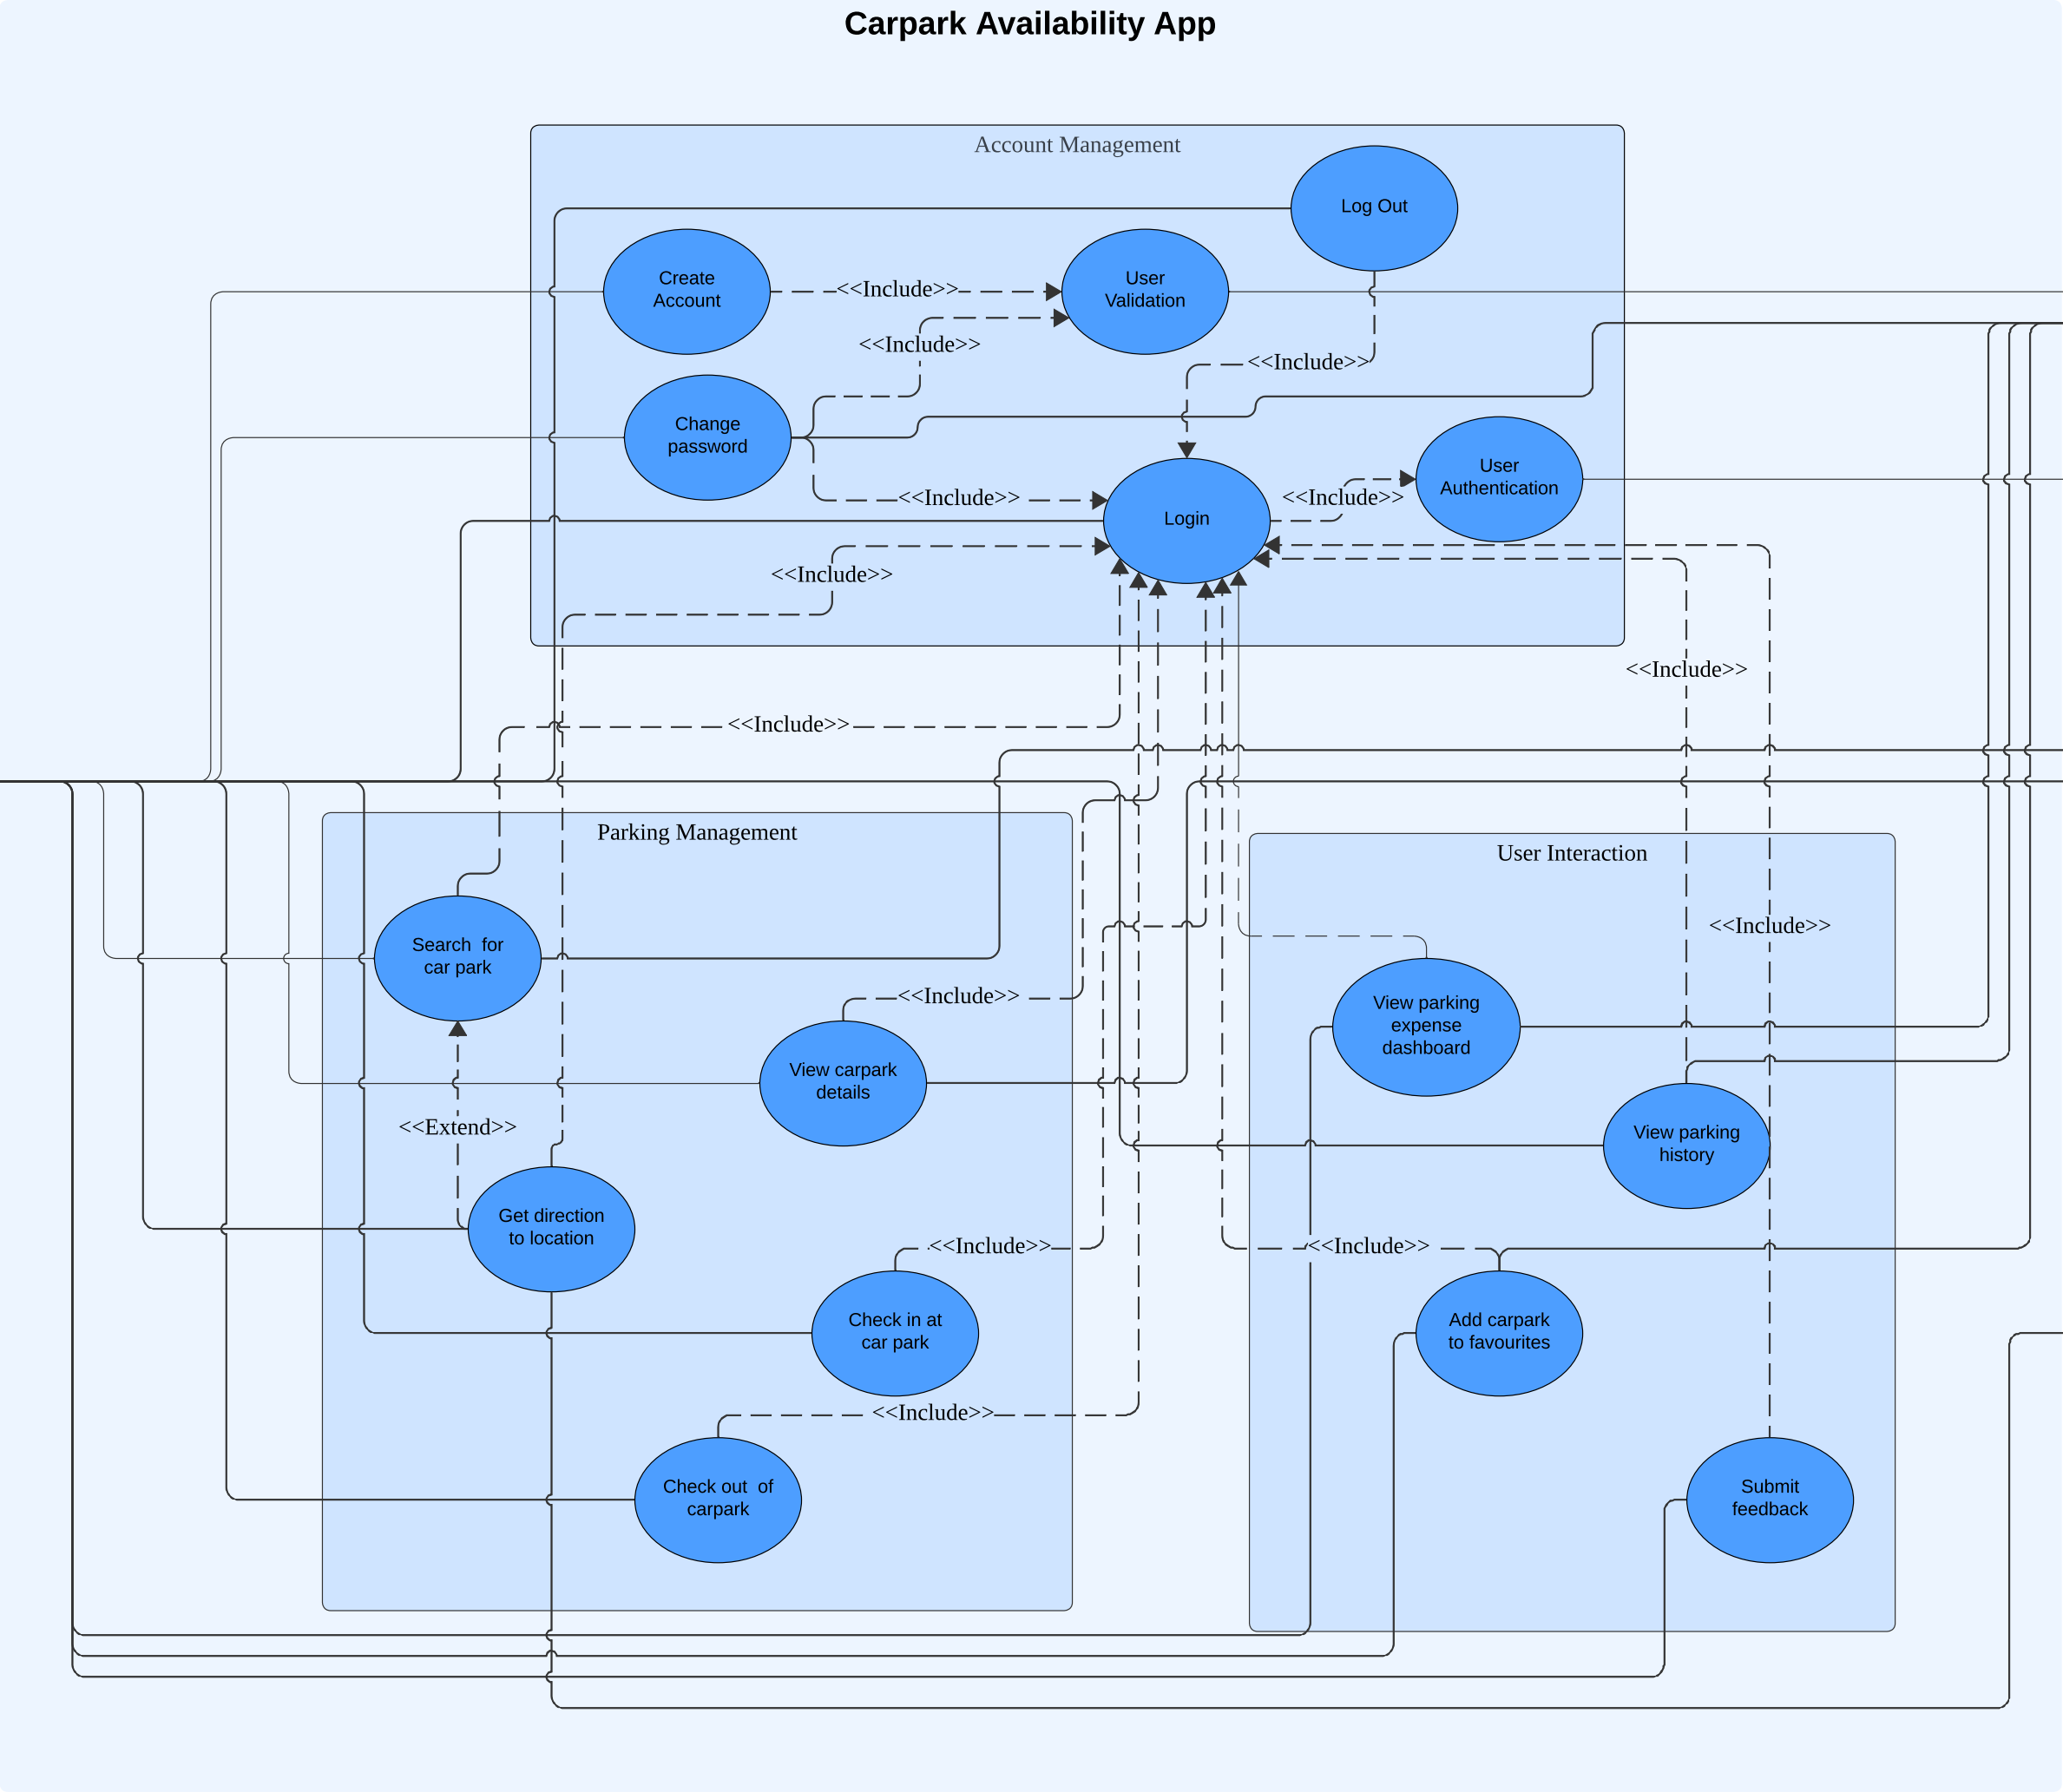 Carpark Availability App
Account Management
Log Out
Create
Account
<<Include>>
User
Validation
<<Include>>
<<Include>>
Change
password
User
Authentication
<<Include>>
<<Include>>
Login
<<Include>>
<<Include>>
<<Include>>
Parking Management
User Interaction
<<Include>>
Search  for
car park
<<Include>>
View parking
expense
dashboard
View carpark
details
<<Extend>>
View parking
history
Get direction
to location
<<Include>>
<<Include>>
Check in at
car park
Add carpark
to favourites
<<Include>>
Check out  of
carpark
Submit
feedback